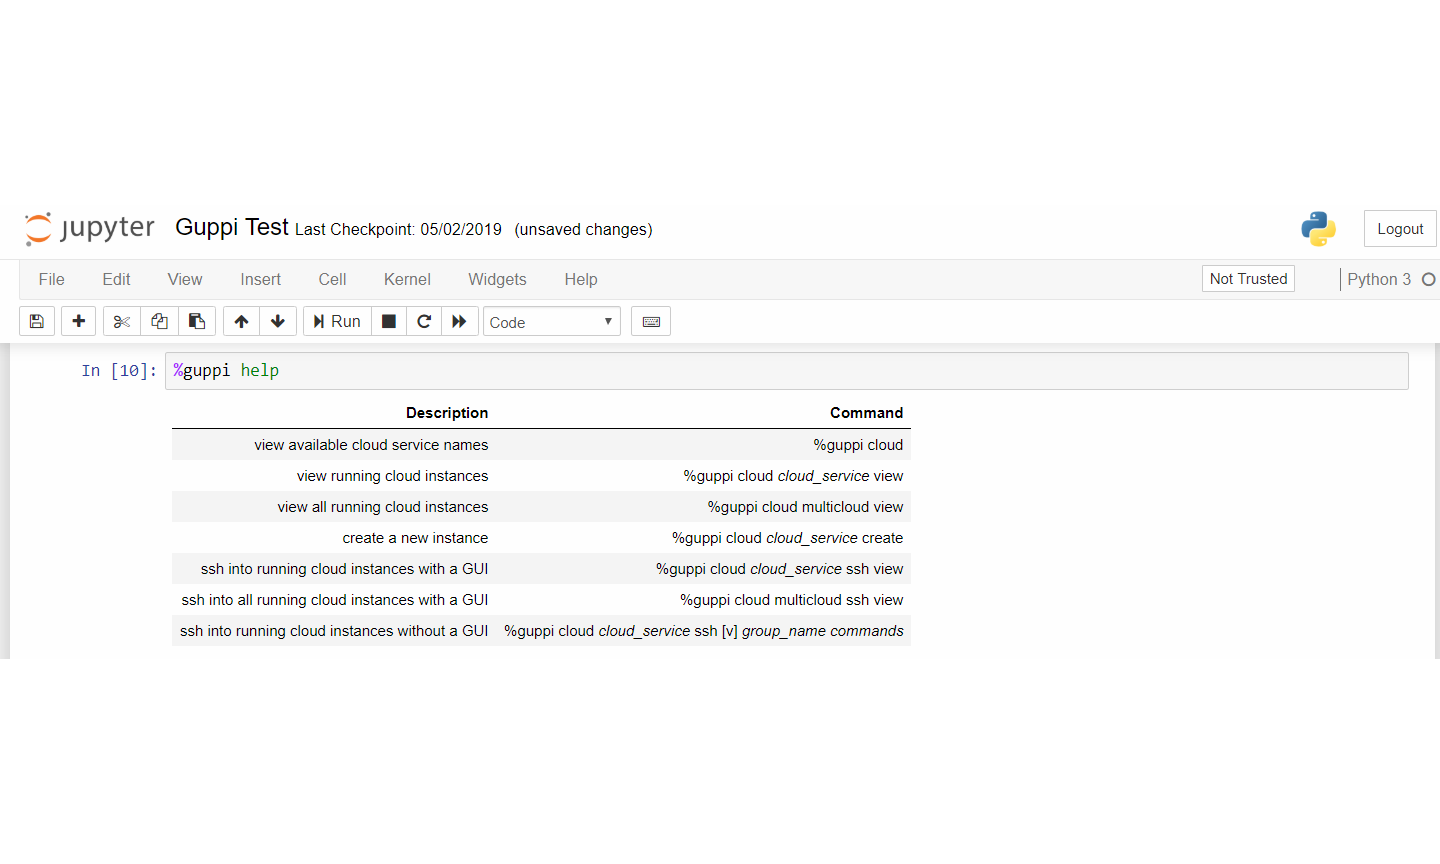 jupyter Guppi Test Last Checkpoint: 05/02/2019 (unsaved changes) Logout
File Edit View Insert Cell Kernel Widgets Help Not Trusted Python 3
Run Code
In [10]: %guppi help
Description Command
view available cloud service names %guppi cloud
view running cloud instances %guppi cloud cloud_service view
view all running cloud instances %guppi cloud multicloud view
create a new instance %guppi cloud cloud_service create
ssh into running cloud instances with a GUI %guppi cloud cloud_service ssh view
ssh into all running cloud instances with a GUI %guppi cloud multicloud ssh view
ssh into running cloud instances without a GUI %guppi cloud cloud_service ssh [v] group_name commands